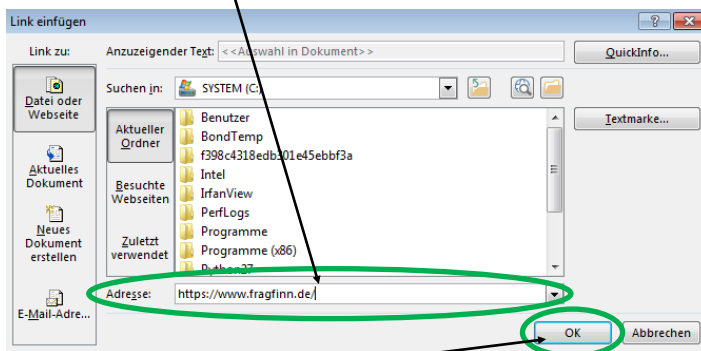 Link einfügen
Link zu:
Anzuzeigender Text: <<Auswahl in Dokument>>
QuickInfo...
Datei oder
Webseite
Aktuelles
Dokument
Neues
Dokument
erstellen
E-Mail-Adre...
Suchen in: SYSTEM (C:)
Textmarke...
Aktueller
Ordner
Besuchte
Webseiten
Zuletzt
verwendet
Benutzer
BondTemp
f398c4318edb301e45ebbf3a
Intel
IrfanView
PerfLogs
Programme
Programme (x86)
Python27
Adresse: https://www.fragfinn.de/
OK
Abbrechen